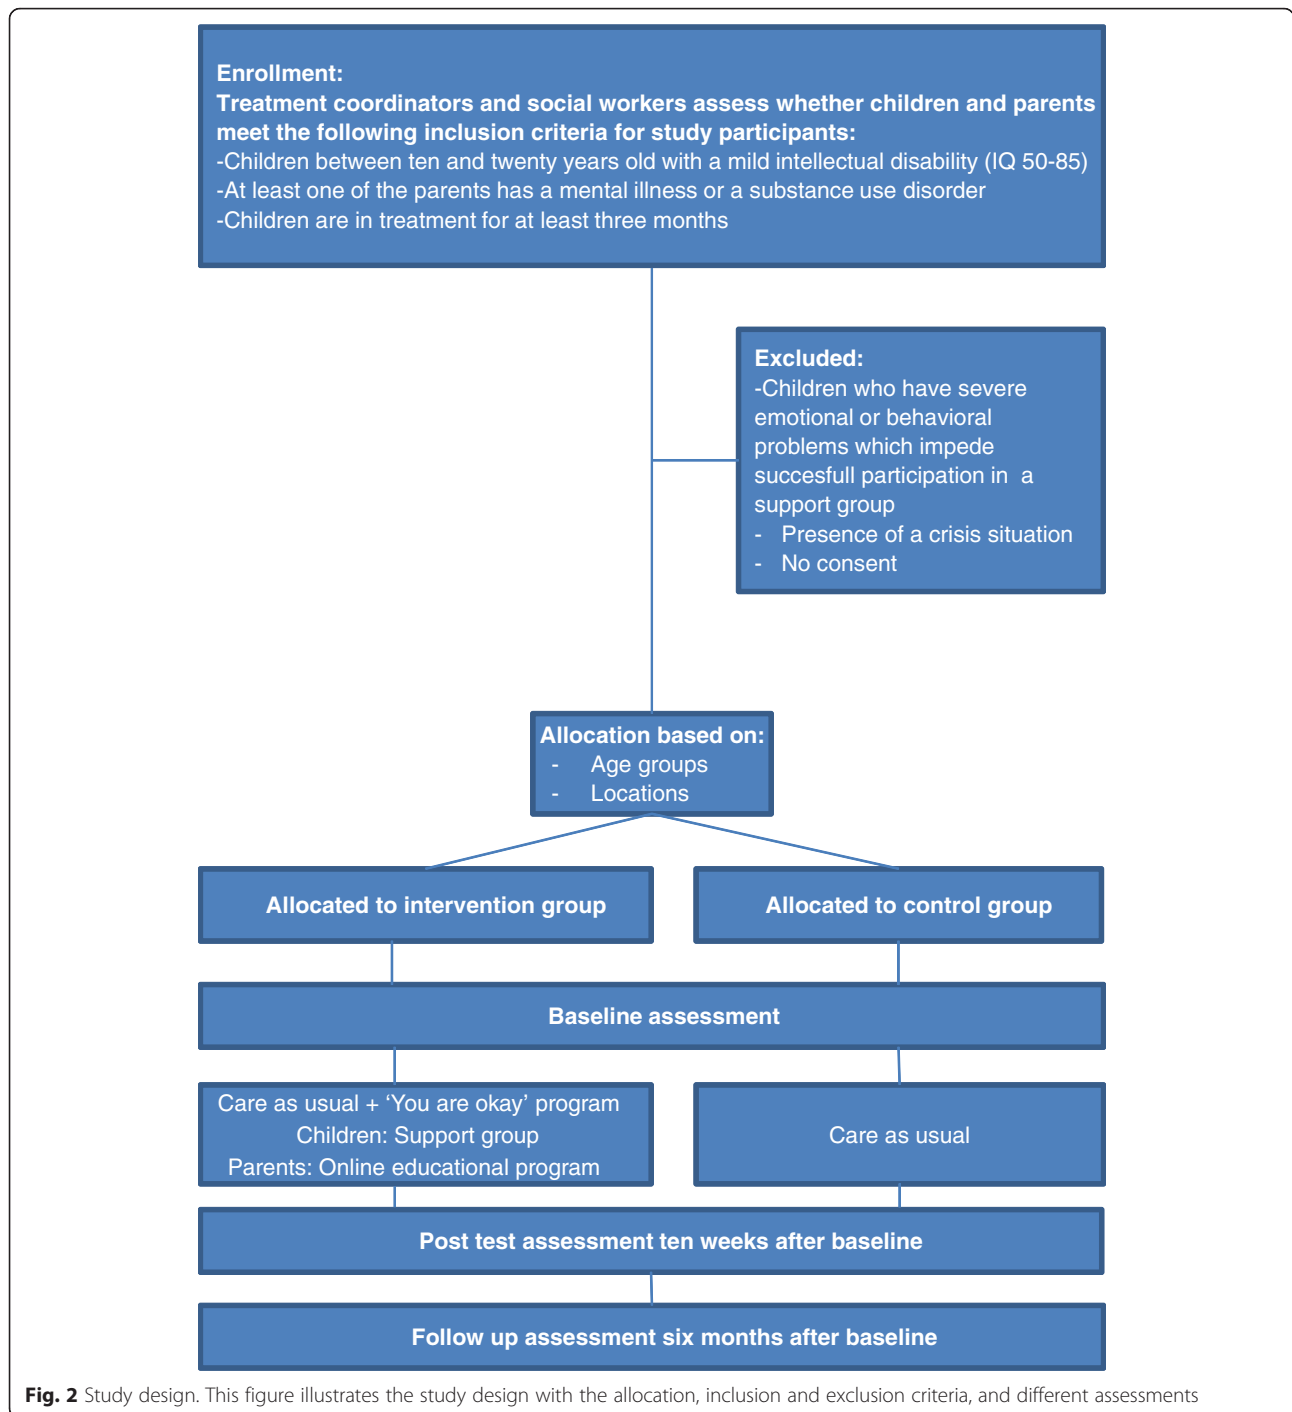 Enrollment:
Treatment coordinators and social workers assess whether children and parents
meet the following inclusion criteria for study participants:
-Children between ten and twenty years old with a mild intellectual disability (IQ 50-85)
-At least one of the parents has a mental illness or a substance use disorder
-Children are in treatment for at least three months
Excluded:
-Children who have severe
emotional or behavioral
problems which impede
succesfull participation in a
support group
- Presence of a crisis situation
- No consent
Allocation based on:
- Age groups
- Locations
Allocated to intervention group
Allocated to control group
Baseline assessment
Care as usual + ‘You are okay’ program
Children: Support group
Parents: Online educational program
Care as usual
Post test assessment ten weeks after baseline
Follow up assessment six months after baseline
Fig. 2 Study design. This figure illustrates the study design with the allocation, inclusion and exclusion criteria, and different assessments